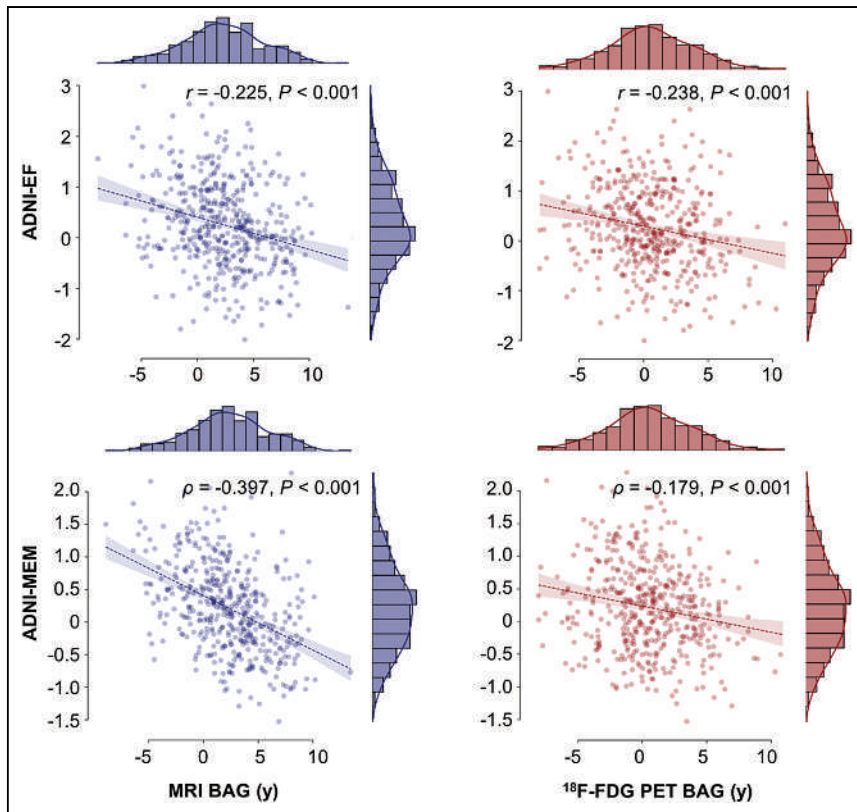 r = -0.225, P < 0.001
ADNI-EF
3
2
1
0
-1
-2
-5 0 5 10
r = -0.238, P < 0.001
3
2
1
0
-1
-2
-5 0 5 10
ρ = -0.397, P < 0.001
ADNI-MEM
2.0
1.5
1.0
0.5
0
-0.5
-1.0
-1.5
-5 0 5 10
MRI BAG (y)
ρ = -0.179, P < 0.001
2.0
1.5
1.0
0.5
0
-0.5
-1.0
-1.5
-5 0 5 10
¹⁸F-FDG PET BAG (y)